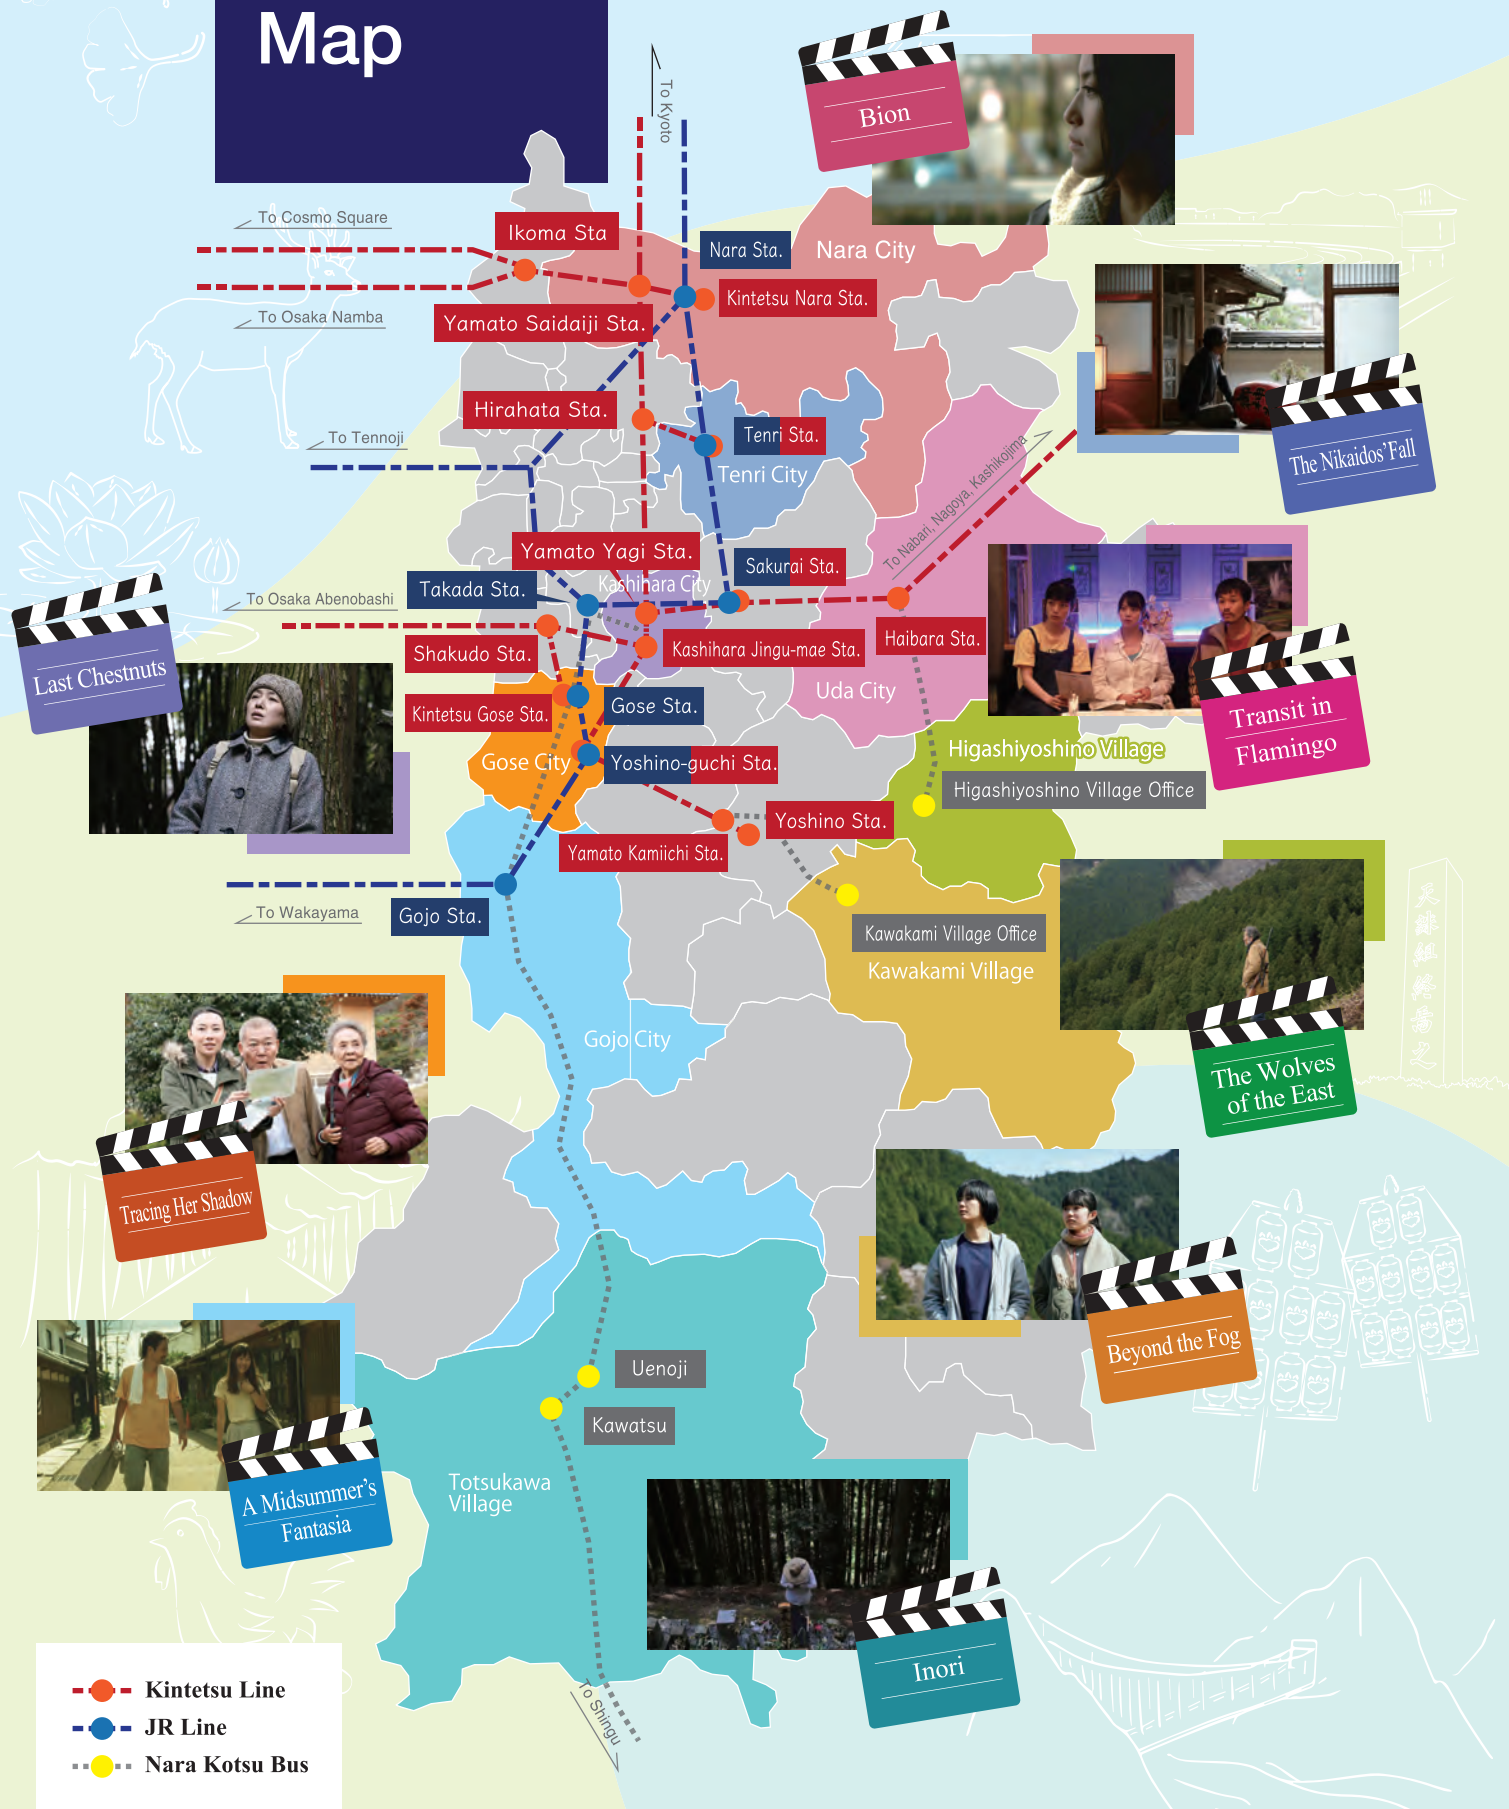 Map
To Kyoto
Bion
To Cosmo Square
Ikoma Sta
Nara Sta.
Nara City
Kintetsu Nara Sta.
To Osaka Namba
Yamato Saidaiji Sta.
Hirahata Sta.
Tenri Sta.
Tenri City
To Tennoji
The Nikaidos'Fall
To Nabari, Nagoya, Kashikojima
Yamato Yagi Sta.
Sakurai Sta.
Takada Sta.
Kashihara City
To Osaka Abenobashi
Shakudo Sta.
Kashihara Jingu-mae Sta.
Haibara Sta.
Last Chestnuts
Uda City
Kintetsu Gose Sta.
Gose Sta.
Transit in
Flamingo
Gose City
Yoshino-guchi Sta.
Higashiyoshino Village
Higashiyoshino Village Office
Yoshino Sta.
Yamato Kamiichi Sta.
To Wakayama
Gojo Sta.
Kawakami Village Office
Kawakami Village
Gojo City
The Wolves
of the East
Tracing Her Shadow
Beyond the Fog
Uenoji
Kawatsu
A Midsummer's
Fantasia
Totsukawa
Village
Inori
To Shingu
Kintetsu Line
JR Line
Nara Kotsu Bus